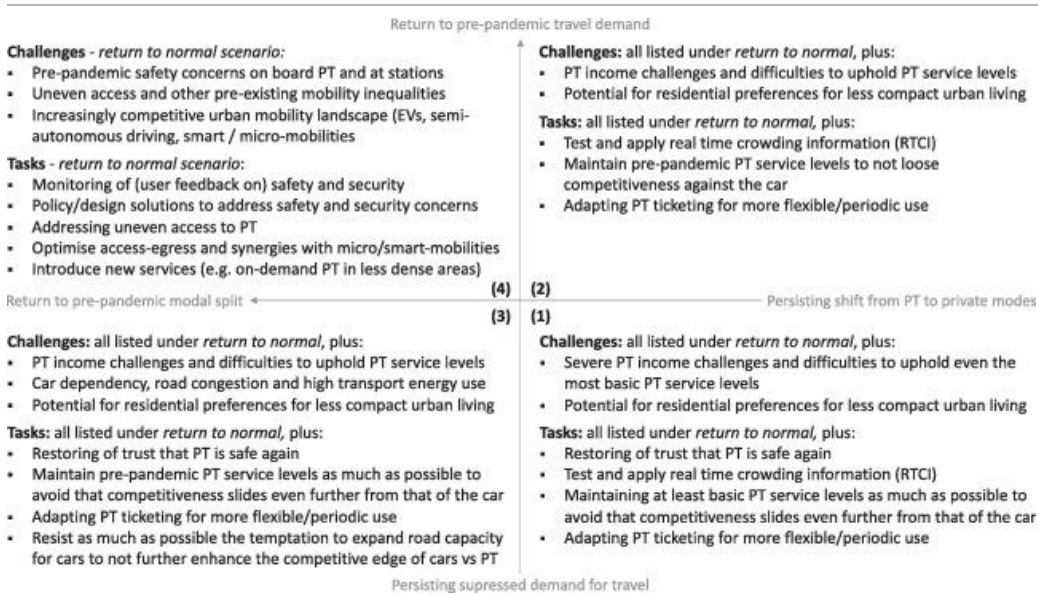 Return to pre-pandemic travel demand
Challenges - return to normal scenario:
▪ Pre-pandemic safety concerns on board PT and at stations
▪ Uneven access and other pre-existing mobility inequalities
▪ Increasingly competitive urban mobility landscape (EVs, semi-
autonomous driving, smart / micro-mobilities
Tasks - return to normal scenario:
▪ Monitoring of (user feedback on) safety and security
▪ Policy/design solutions to address safety and security concerns
▪ Addressing uneven access to PT
▪ Optimise access-egress and synergies with micro/smart-mobilities
▪ Introduce new services (e.g. on-demand PT in less dense areas)
(4)
Challenges: all listed under return to normal, plus:
▪ PT income challenges and difficulties to uphold PT service levels
▪ Potential for residential preferences for less compact urban living
Tasks: all listed under return to normal, plus:
▪ Test and apply real time crowding information (RTCI)
▪ Maintain pre-pandemic PT service levels to not loose
competitiveness against the car
▪ Adapting PT ticketing for more flexible/periodic use
(2)
Return to pre-pandemic modal split
Persisting shift from PT to private modes
(3)
Challenges: all listed under return to normal, plus:
▪ PT income challenges and difficulties to uphold PT service levels
▪ Car dependency, road congestion and high transport energy use
▪ Potential for residential preferences for less compact urban living
Tasks: all listed under return to normal, plus:
▪ Restoring of trust that PT is safe again
▪ Maintain pre-pandemic PT service levels as much as possible to
avoid that competitiveness slides even further from that of the car
▪ Adapting PT ticketing for more flexible/periodic use
▪ Resist as much as possible the temptation to expand road capacity
for cars to not further enhance the competitive edge of cars vs PT
(1)
Challenges: all listed under return to normal, plus:
▪ Severe PT income challenges and difficulties to uphold even the
most basic PT service levels
▪ Potential for residential preferences for less compact urban living
Tasks: all listed under return to normal, plus:
▪ Restoring of trust that PT is safe again
▪ Test and apply real time crowding information (RTCI)
▪ Maintaining at least basic PT service levels as much as possible to
avoid that competitiveness slides even further from that of the car
▪ Adapting PT ticketing for more flexible/periodic use
Persisting supressed demand for travel